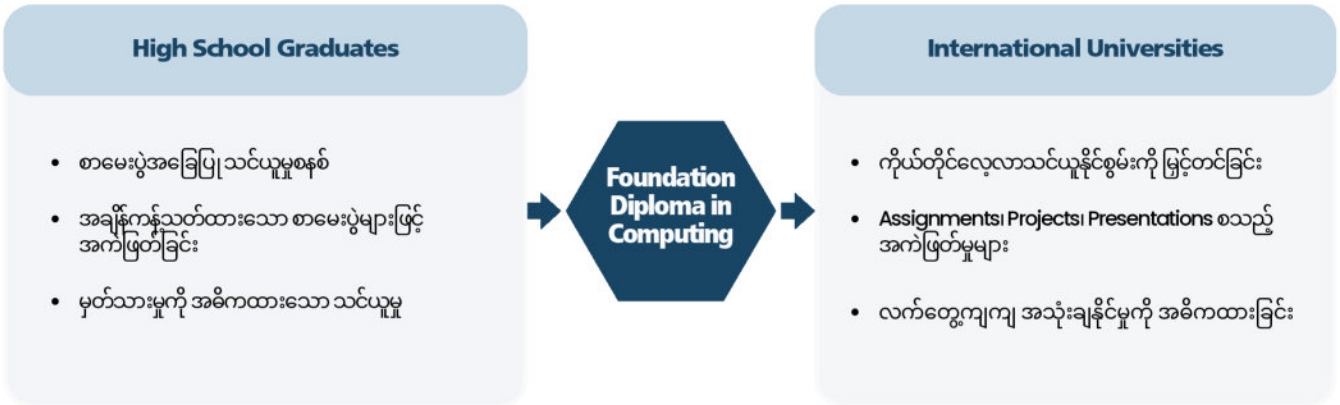 High School Graduates
• စာမေးပွဲအခြေပြု သင်ယူမှုစနစ်
• အချိန်ကန့်သတ်ထားသော စာမေးပွဲများဖြင့်
အကဲဖြတ်ခြင်း
• မှတ်သားမှုကို အဓိကထားသော သင်ယူမှု
Foundation
Diploma in
Computing
International Universities
• ကိုယ်တိုင်လေ့လာသင်ယူနိုင်စွမ်းကို မြှင့်တင်ခြင်း
• Assignments၊ Projects၊ Presentations စသည့်
အကဲဖြတ်မှုများ
• လက်တွေ့ကျကျ အသုံးချနိုင်မှုကို အဓိကထားခြင်း